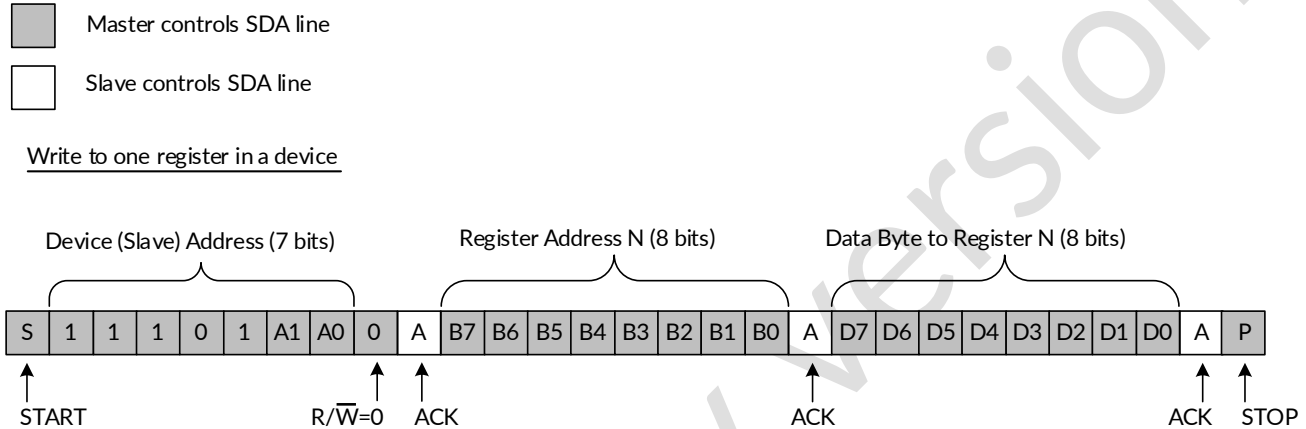 Master controls SDA line
Slave controls SDA line
Write to one register in a device
Device (Slave) Address (7 bits) Register Address N (8 bits) Data Byte to Register N (8 bits)
S 1 1 1 0 1 A1 A0 0 A B7 B6 B5 B4 B3 B2 B1 B0 A D7 D6 D5 D4 D3 D2 D1 D0 A P
START R/W̅=0 ACK ACK ACK STOP
version